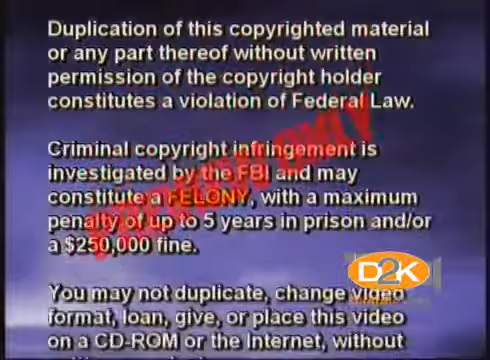 Duplication of this copyrighted material
or any part thereof without written
permission of the copyright holder
constitutes a violation of Federal Law.
Criminal copyright infringement is
investigated by the FBI and may
constitute a FELONY, with a maximum
penalty of up to 5 years in prison and/or
a $250,000 fine.
D2K
You may not duplicate, change video
format, loan, give, or place this video
on a CD-ROM or the Internet, without